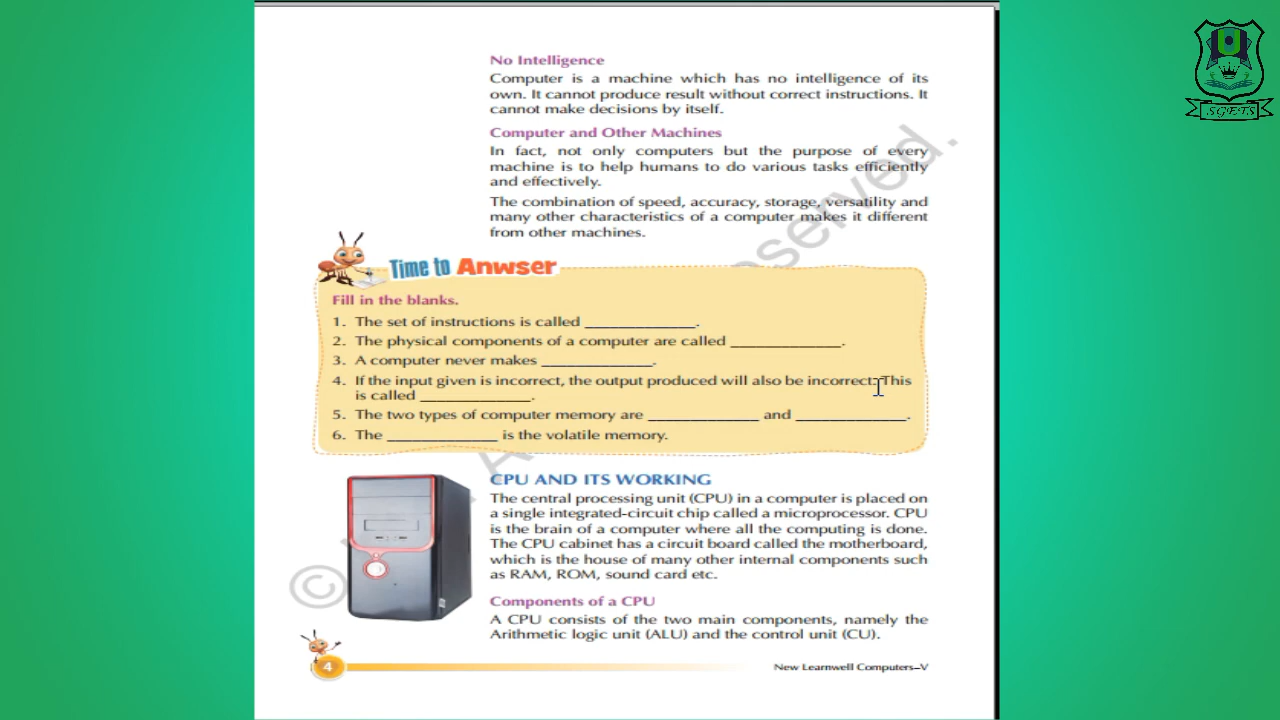 No Intelligence
Computer is a machine which has no intelligence of its
own. It cannot produce result without correct instructions. It
cannot make decisions by itself.
Computer and Other Machines
In fact, not only computers but the purpose of every
machine is to help humans to do various tasks efficiently
and effectively.
The combination of speed, accuracy, storage, versatility and
many other characteristics of a computer makes it different
from other machines.
Time to Anwser
Fill in the blanks.
1. The set of instructions is called _____________.
2. The physical components of a computer are called _____________.
3. A computer never makes _____________.
4. If the input given is incorrect, the output produced will also be incorrect. This
is called _____________.
5. The two types of computer memory are _____________ and _____________.
6. The _____________ is the volatile memory.
CPU AND ITS WORKING
The central processing unit (CPU) in a computer is placed on
a single integrated-circuit chip called a microprocessor. CPU
is the brain of a computer where all the computing is done.
The CPU cabinet has a circuit board called the motherboard,
which is the house of many other internal components such
as RAM, ROM, sound card etc.
Components of a CPU
A CPU consists of the two main components, namely the
Arithmetic logic unit (ALU) and the control unit (CU).
4
New Learnwell Computers–V
SGETS